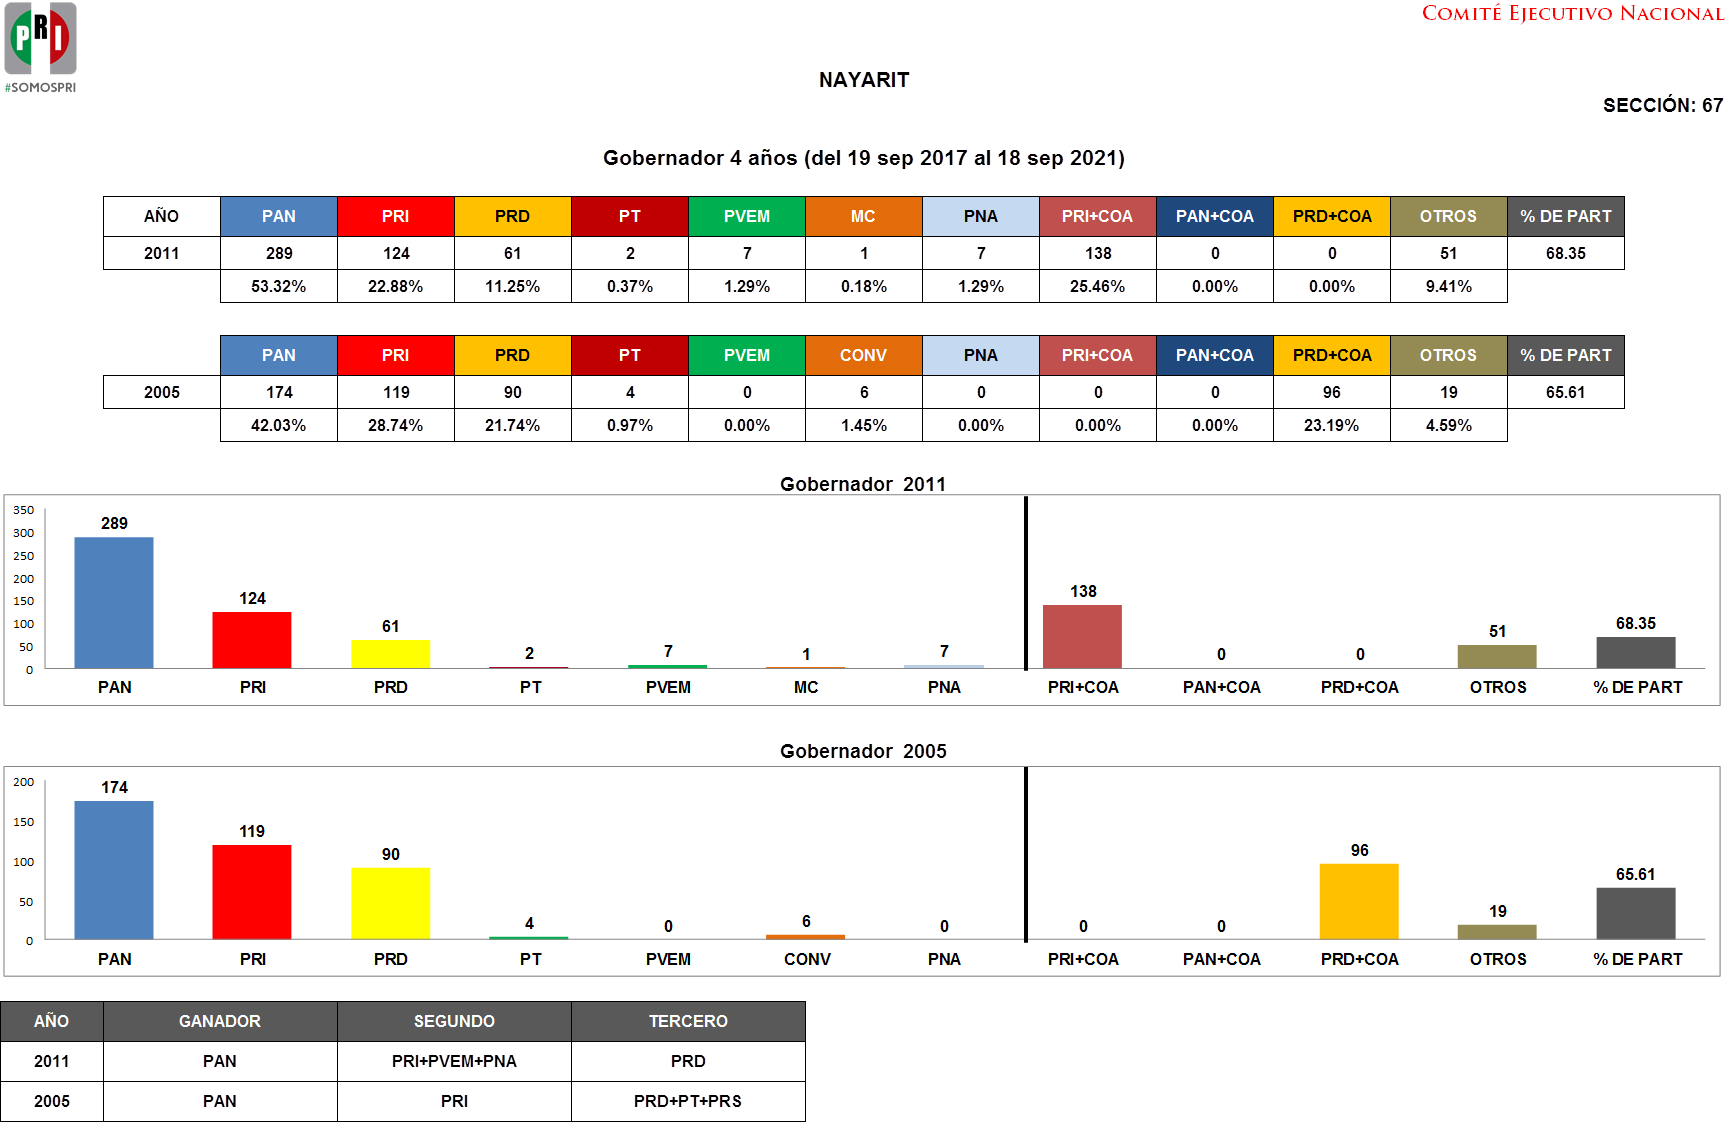 PRI
#SOMOSPRI
COMITÉ EJECUTIVO NACIONAL
NAYARIT
SECCIÓN: 67
Gobernador 4 años (del 19 sep 2017 al 18 sep 2021)
AÑO PAN PRI PRD PT PVEM MC PNA PRI+COA PAN+COA PRD+COA OTROS % DE PART
2011 289 124 61 2 7 1 7 138 0 0 51 68.35
53.32% 22.88% 11.25% 0.37% 1.29% 0.18% 1.29% 25.46% 0.00% 0.00% 9.41%
PAN PRI PRD PT PVEM CONV PNA PRI+COA PAN+COA PRD+COA OTROS % DE PART
2005 174 119 90 4 0 6 0 0 0 96 19 65.61
42.03% 28.74% 21.74% 0.97% 0.00% 1.45% 0.00% 0.00% 0.00% 23.19% 4.59%
Gobernador 2011
350
300
250
200
150
100
50
0
289 124 61 2 7 1 7 138 0 0 51 68.35
PAN PRI PRD PT PVEM MC PNA PRI+COA PAN+COA PRD+COA OTROS % DE PART
Gobernador 2005
200
150
100
50
0
174 119 90 4 0 6 0 0 0 96 19 65.61
PAN PRI PRD PT PVEM CONV PNA PRI+COA PAN+COA PRD+COA OTROS % DE PART
AÑO GANADOR SEGUNDO TERCERO
2011 PAN PRI+PVEM+PNA PRD
2005 PAN PRI PRD+PT+PRS